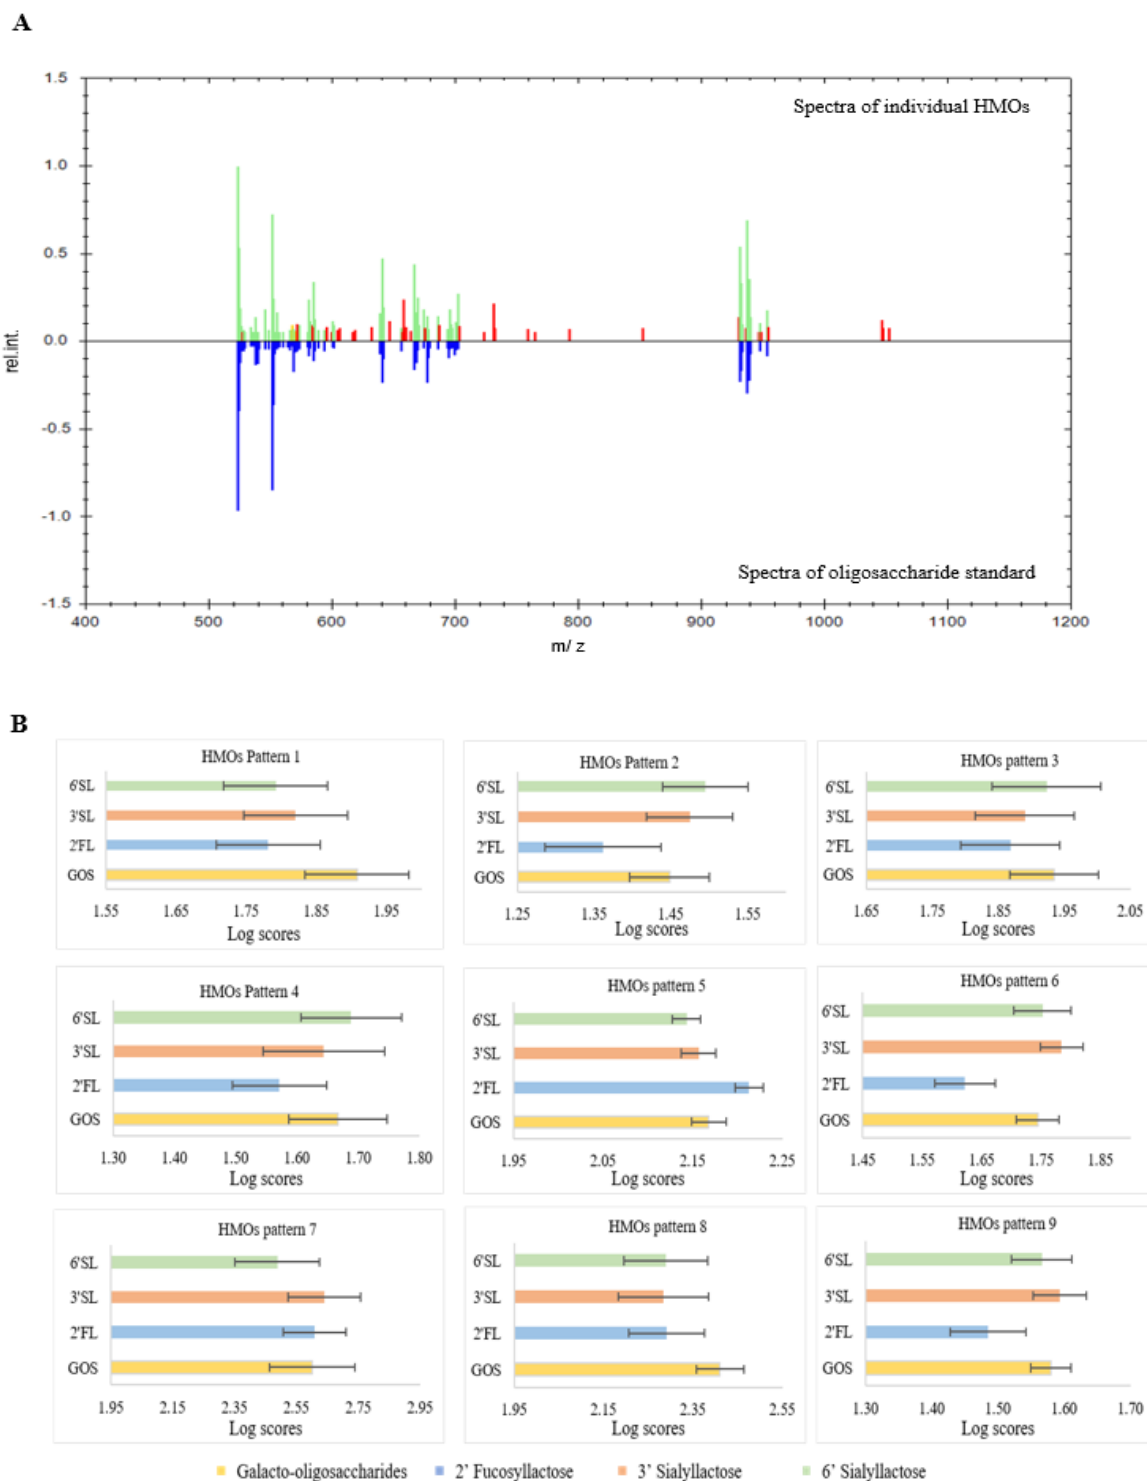 A
Spectra of individual HMOs
1.5
1.0
0.5
0.0
-0.5
-1.0
-1.5
rel.int.
Spectra of oligosaccharide standard
400 500 600 700 800 900 1000 1100 1200
m/ z
B
HMOs Pattern 1
6'SL
3'SL
2'FL
GOS
1.55 1.65 1.75 1.85 1.95
Log scores
HMOs Pattern 2
6'SL
3'SL
2'FL
GOS
1.25 1.35 1.45 1.55
Log scores
HMOs pattern 3
6'SL
3'SL
2'FL
GOS
1.65 1.75 1.85 1.95 2.05
Log scores
HMOs Pattern 4
6'SL
3'SL
2'FL
GOS
1.30 1.40 1.50 1.60 1.70 1.80
Log scores
HMOs pattern 5
6'SL
3'SL
2'FL
GOS
1.95 2.05 2.15 2.25
Log scores
HMOs pattern 6
6'SL
3'SL
2'FL
GOS
1.45 1.55 1.65 1.75 1.85
Log scores
HMOs pattern 7
6'SL
3'SL
2'FL
GOS
1.95 2.15 2.35 2.55 2.75 2.95
Log scores
HMOs pattern 8
6'SL
3'SL
2'FL
GOS
1.95 2.15 2.35 2.55
Log scores
HMOs pattern 9
6'SL
3'SL
2'FL
GOS
1.30 1.40 1.50 1.60 1.70
Log scores
Galacto-oligosaccharides 2' Fucosyllactose 3' Sialyllactose 6' Sialyllactose